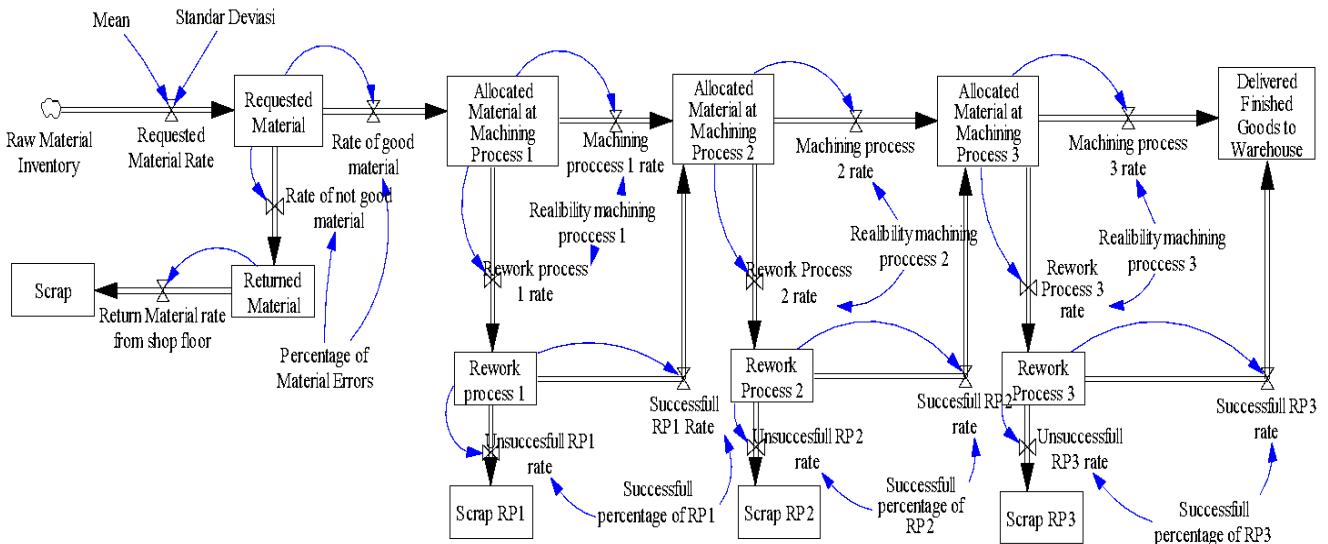 Mean
Standar Deviasi
Raw Material
Inventory
Requested
Material Rate
Requested
Material
Rate of good
material
Rate of not good
material
Scrap
Return Material rate
from shop floor
Returned
Material
Percentage of
Material Errors
Allocated
Material at
Machining
Process 1
Machining
proccess 1 rate
Realibility machining
proccess 1
Rework process
1 rate
Rework
process 1
Successfull
RP1 Rate
Unsuccesfull RP1
rate
Scrap RP1
Successfull
percentage of RP1
Allocated
Material at
Machining
Process 2
Machining process
2 rate
Realibility machining
proccess 2
Rework Process
2 rate
Rework
Process 2
Succesfull RP2
rate
Unsuccesfull RP2
rate
Scrap RP2
Successfull
percentage of
RP2
Allocated
Material at
Machining
Process 3
Machining process
3 rate
Realibility machining
proccess 3
Rework
Process 3
rate
Rework
Process 3
Successfull RP3
rate
Unsuccessfull
RP3 rate
Scrap RP3
Successfull
percentage of RP3
Delivered
Finished
Goods to
Warehouse